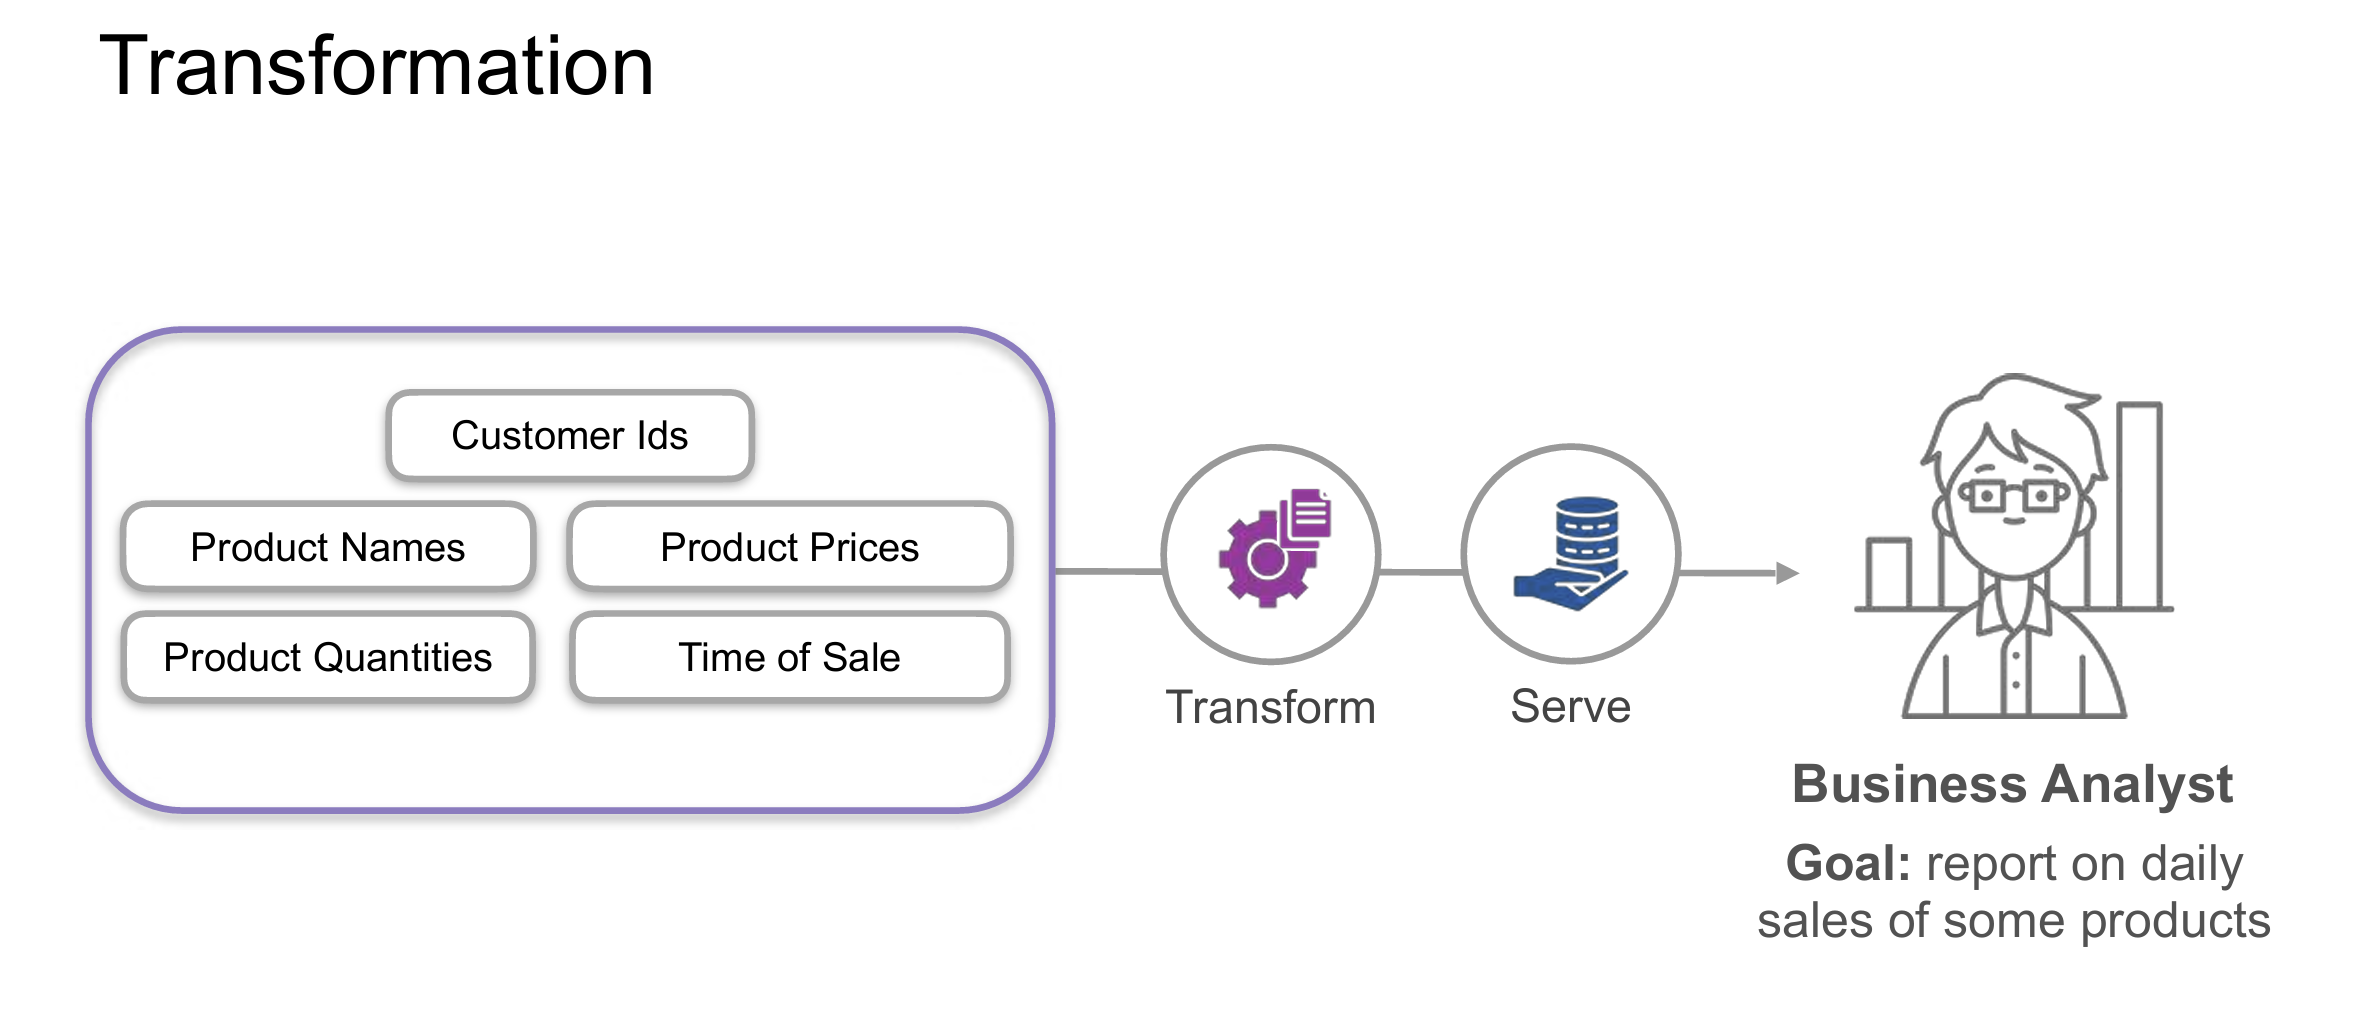 Transformation
Customer Ids
Product Names
Product Prices
Product Quantities
Time of Sale
Transform
Serve
Business Analyst
Goal: report on daily
sales of some products